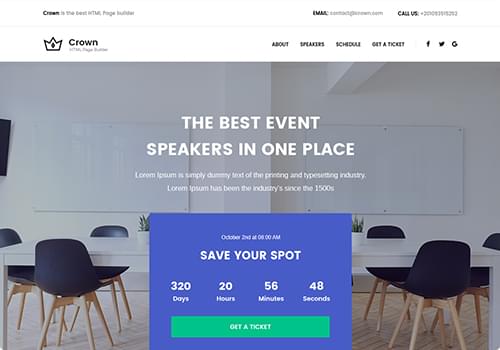 Crown is the best HTML Page builder
EMAIL: contact@crown.com
CALL US: +201093515252
Crown
HTML Page Builder
ABOUT
SPEAKERS
SCHEDULE
GET A TICKET
THE BEST EVENT
SPEAKERS IN ONE PLACE
Lorem Ipsum is simply dummy text of the printing and typesetting industry.
Lorem Ipsum has been the industry's since the 1500s
October 2nd at 08:00 AM
SAVE YOUR SPOT
320 20 56 48
Days Hours Minutes Seconds
GET A TICKET